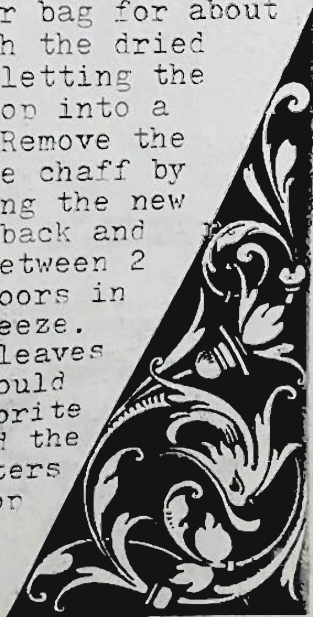 r bag for about
h the dried
letting the
op into a
Remove the
e chaff by
ng the new
back and
etween 2
oors in
eeze.
leaves
ould
orite
d the
ters
or